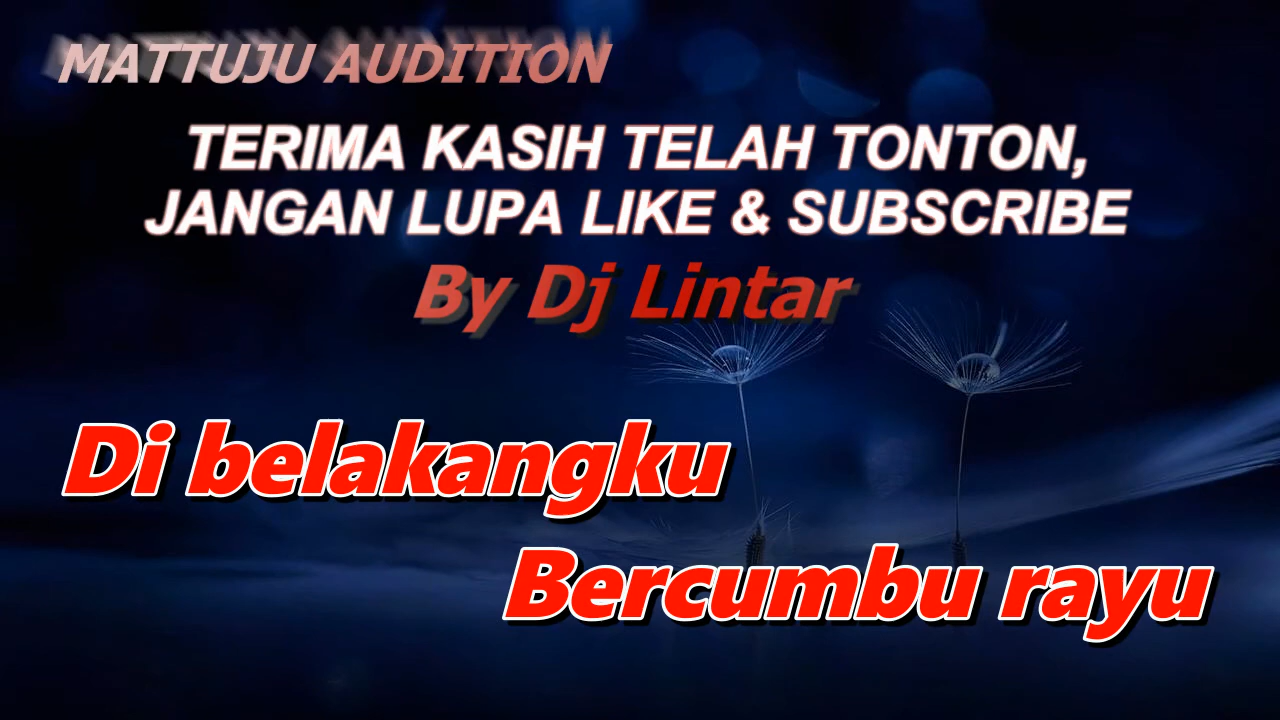 MATTUJU AUDITION
TERIMA KASIH TELAH TONTON,
JANGAN LUPA LIKE & SUBSCRIBE
By Dj Lintar
Di belakangku
Bercumbu rayu